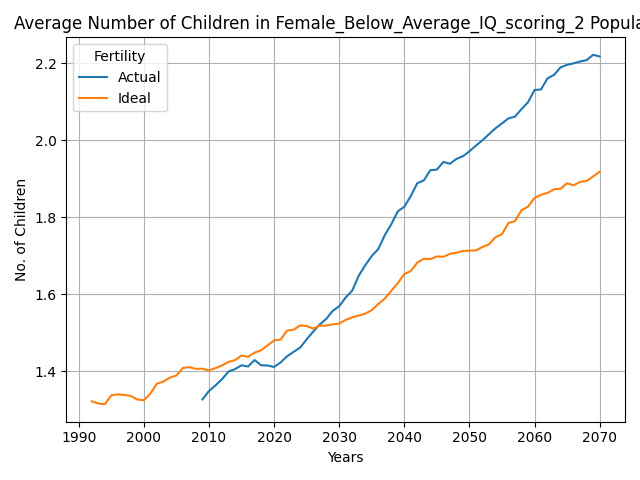 Average Number of Children in Female_Below_Average_IQ_scoring_2 Popula
Fertility
Actual
Ideal
No. of Children
2.2
2.0
1.8
1.6
1.4
1990 2000 2010 2020 2030 2040 2050 2060 2070
Years